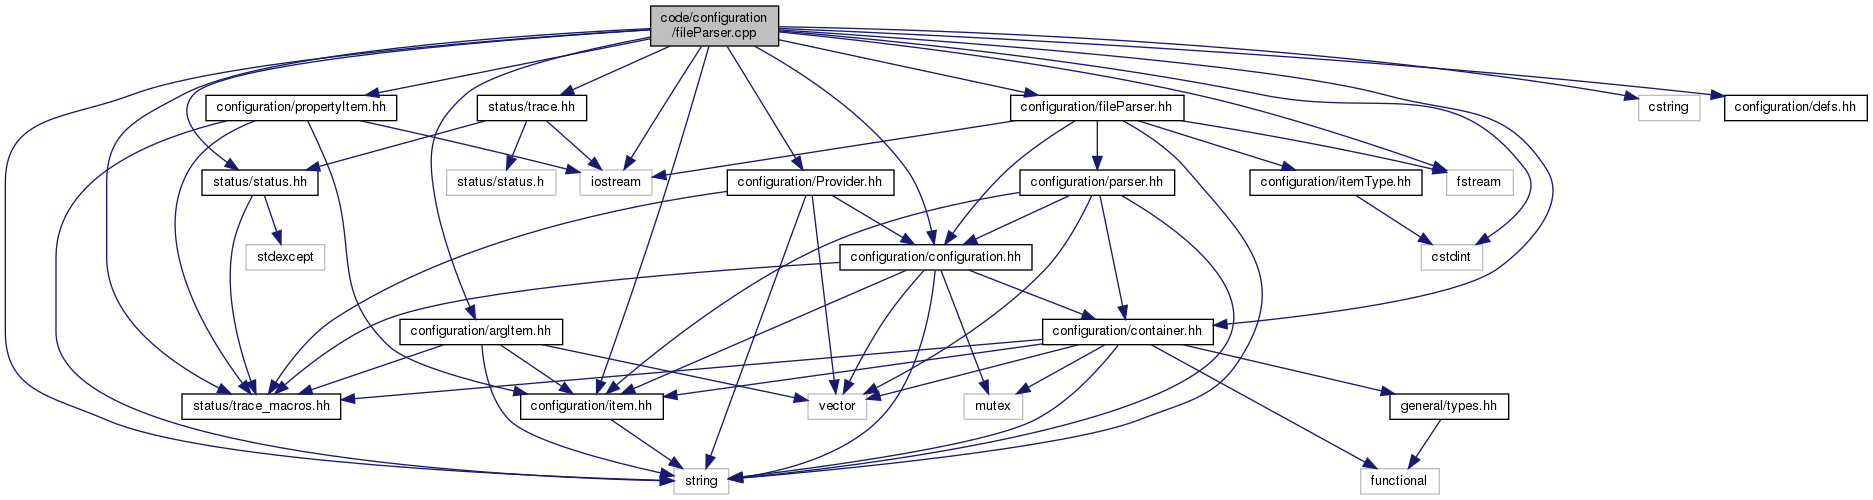 code/configuration
/fileParser.cpp
configuration/propertyItem.hh
status/trace.hh
configuration/fileParser.hh
cstring
configuration/defs.hh
status/status.hh
status/status.h
iostream
configuration/Provider.hh
configuration/parser.hh
configuration/itemType.hh
fstream
stdexcept
configuration/configuration.hh
cstdint
configuration/argItem.hh
configuration/container.hh
status/trace_macros.hh
configuration/item.hh
vector
mutex
general/types.hh
string
functional